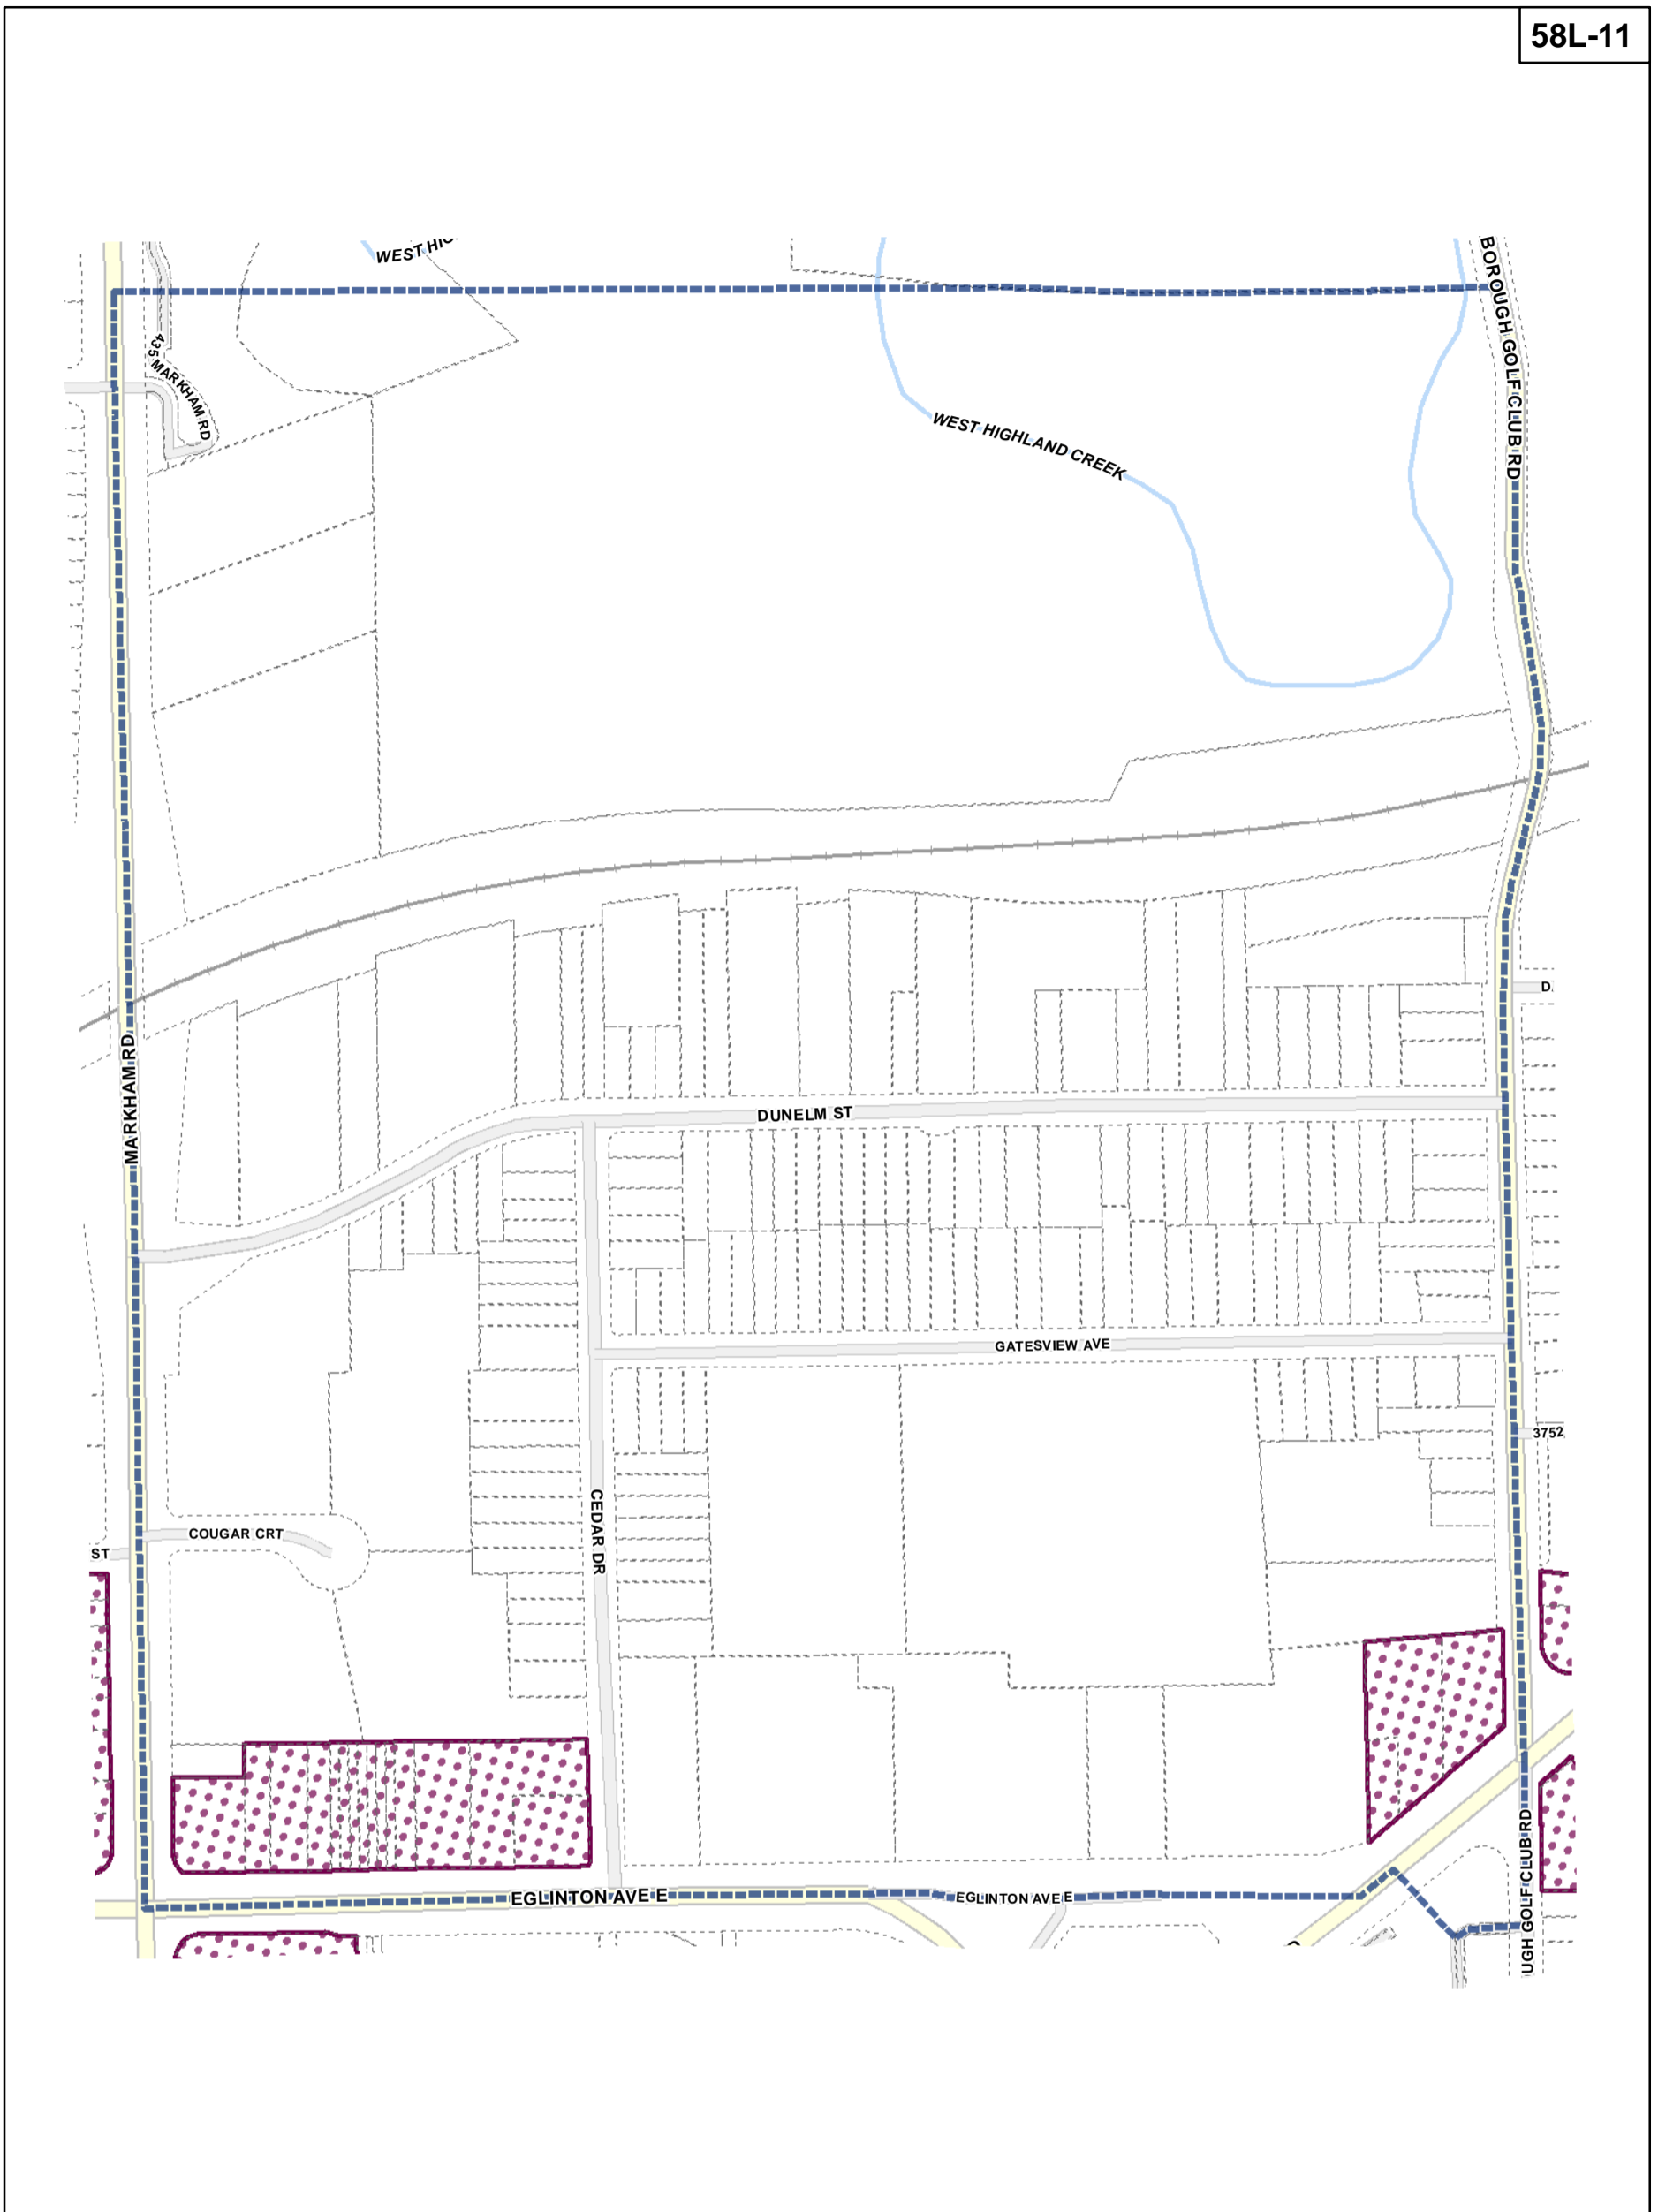 58L-11
WEST HIG
BOROUGH GOLF CLUB RD
435 MARKHAM RD
WEST HIGHLAND CREEK
D
MARKHAM RD
DUNELM ST
GATESVIEW AVE
3752
CEDAR DR
COUGAR CRT
ST
EGLINTON AVE E
EGLINTON AVE E
UGH GOLF CLUB RD